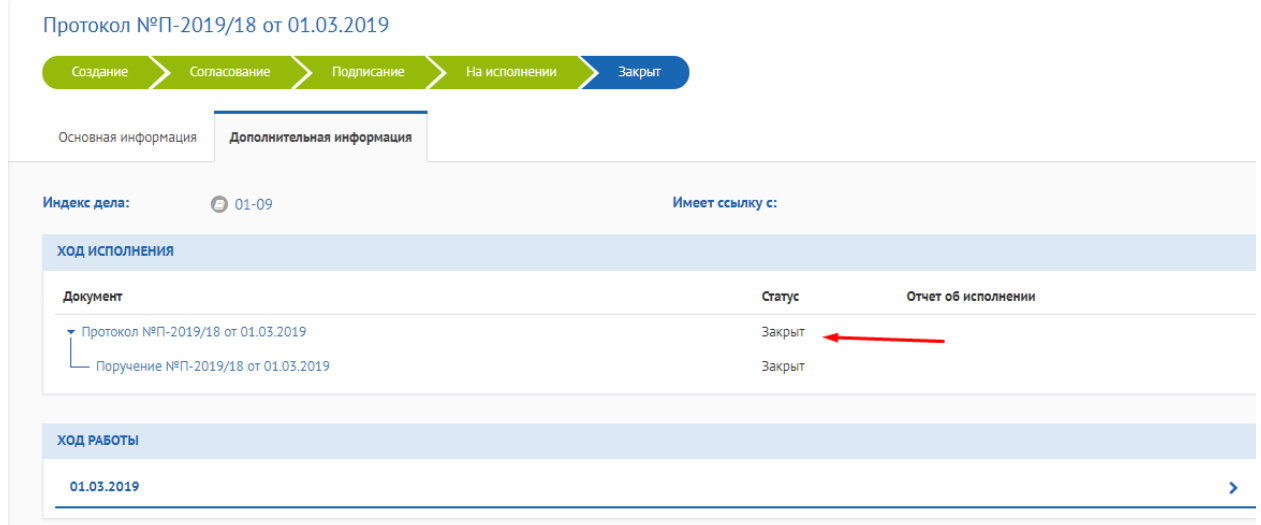 Протокол №П-2019/18 от 01.03.2019
Создание Согласование Подписание На исполнении Закрыт
Основная информация Дополнительная информация
Индекс дела: 01-09 Имеет ссылку с:
ХОД ИСПОЛНЕНИЯ
Документ Статус Отчет об исполнении
Протокол №П-2019/18 от 01.03.2019 Закрыт
Поручение №П-2019/18 от 01.03.2019 Закрыт
ХОД РАБОТЫ
01.03.2019